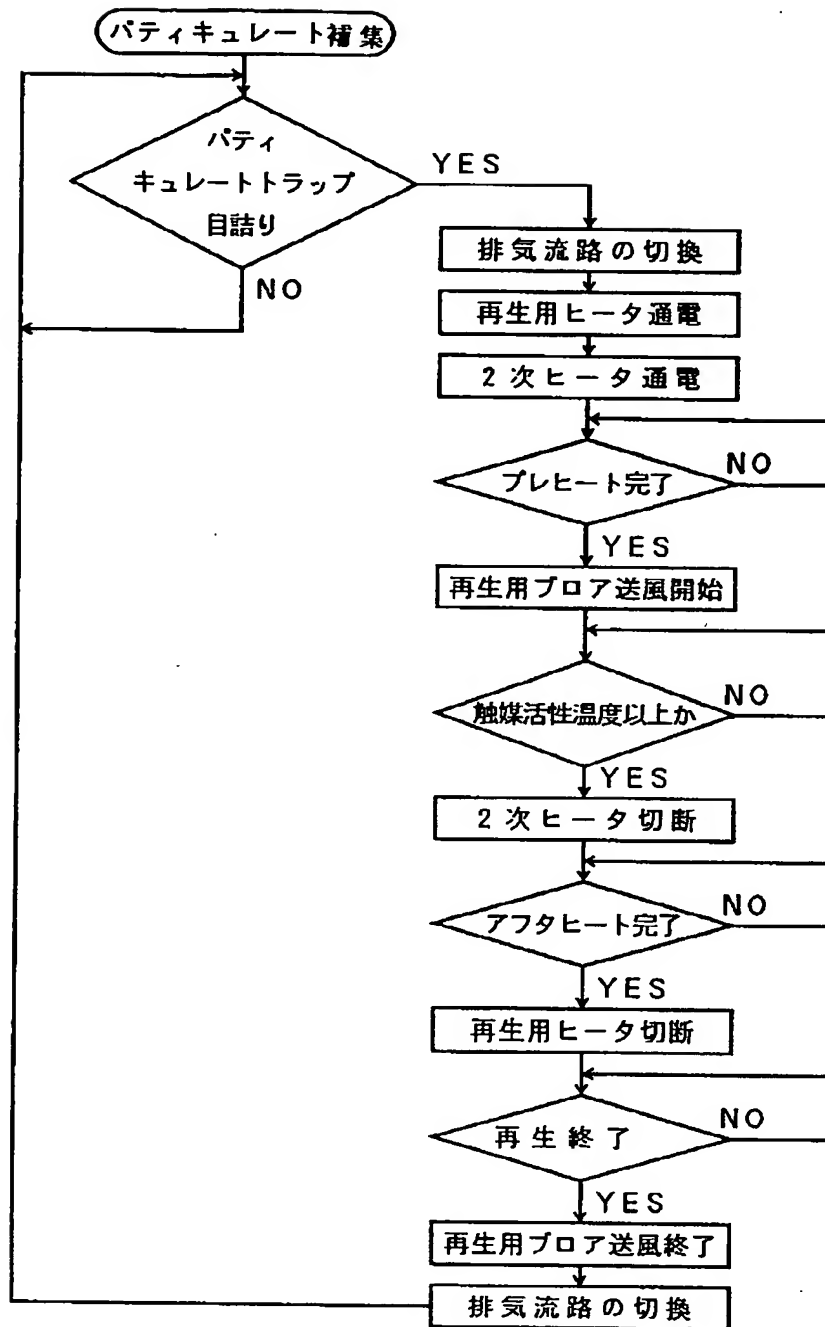 パティキュレート補集
パティ
キュレートトラップ
目詰り
YES
NO
排気流路の切換
再生用ヒータ通電
2次ヒータ通電
プレヒート完了
NO
YES
再生用ブロア送風開始
触媒活性温度以上か
NO
YES
2次ヒータ切断
アフタヒート完了
NO
YES
再生用ヒータ切断
再生終了
NO
YES
再生用ブロア送風終了
排気流路の切換